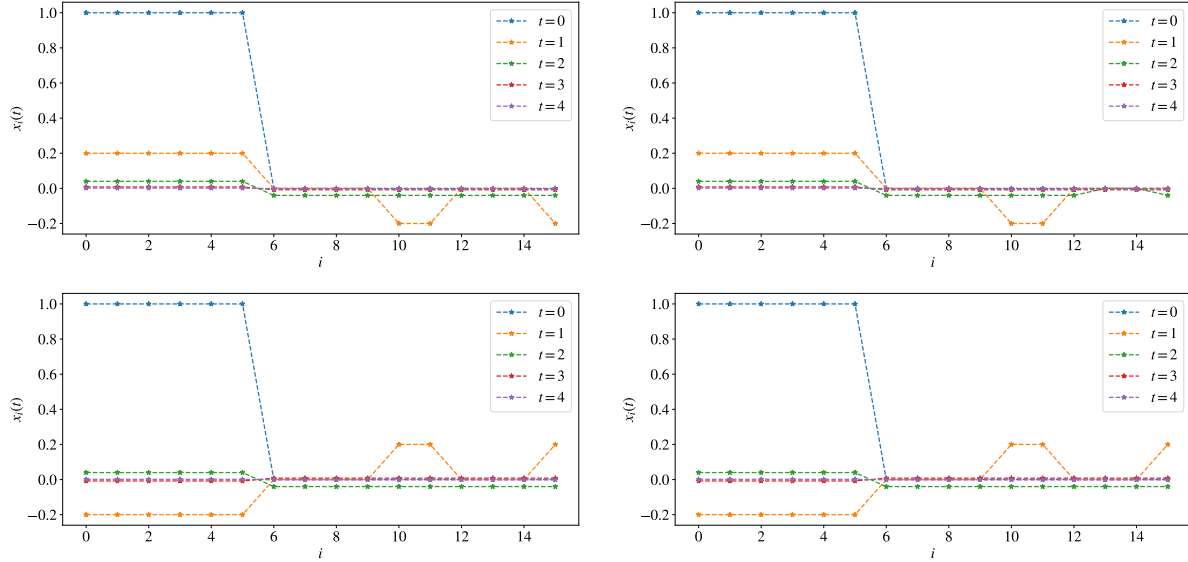 1.0
0.8
0.6
0.4
0.2
0.0
−0.2
x_i(t)
0 2 4 6 8 10 12 14
i
t = 0
t = 1
t = 2
t = 3
t = 4
1.0
0.8
0.6
0.4
0.2
0.0
−0.2
x_i(t)
0 2 4 6 8 10 12 14
i
t = 0
t = 1
t = 2
t = 3
t = 4
1.0
0.8
0.6
0.4
0.2
0.0
−0.2
x_i(t)
0 2 4 6 8 10 12 14
i
t = 0
t = 1
t = 2
t = 3
t = 4
1.0
0.8
0.6
0.4
0.2
0.0
−0.2
x_i(t)
0 2 4 6 8 10 12 14
i
t = 0
t = 1
t = 2
t = 3
t = 4